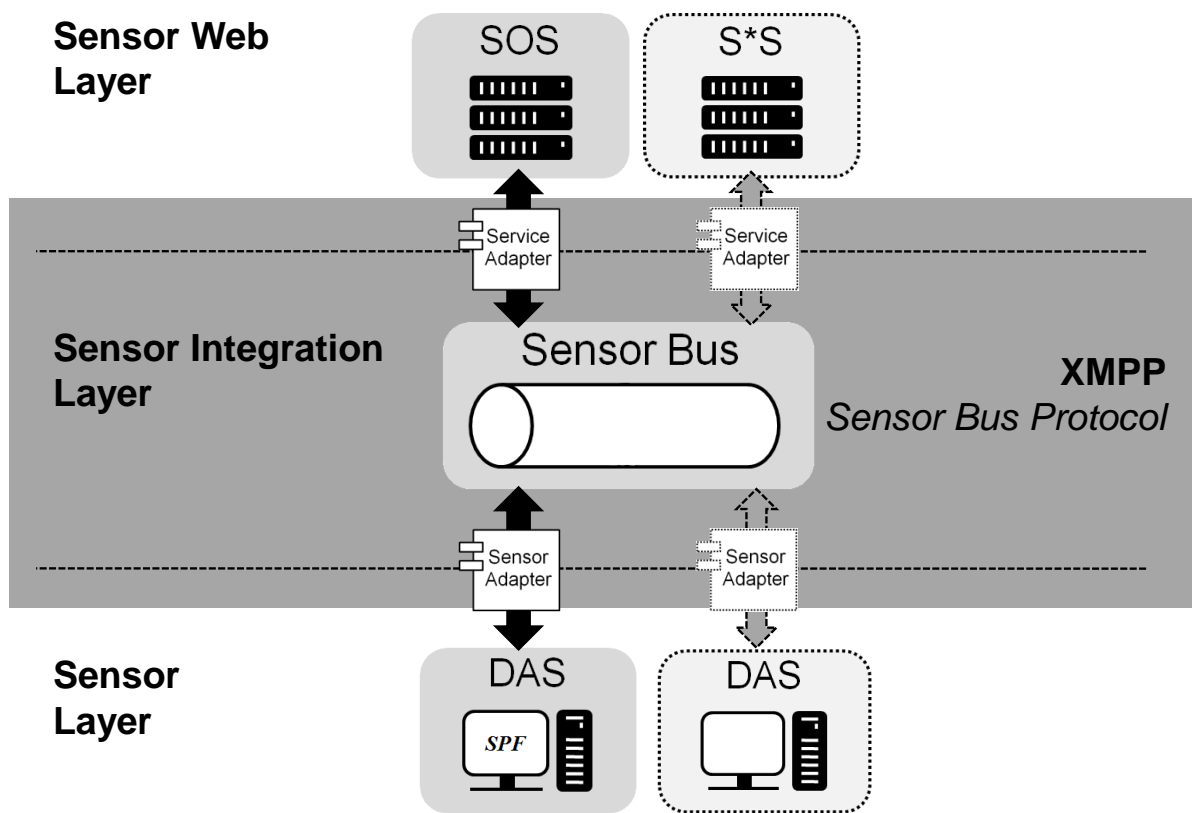 Sensor Web
Layer
SOS
S*S
Service
Adapter
Service
Adapter
Sensor Integration
Layer
Sensor Bus
XMPP
Sensor Bus Protocol
Sensor
Adapter
Sensor
Adapter
Sensor
Layer
DAS
SPF
DAS